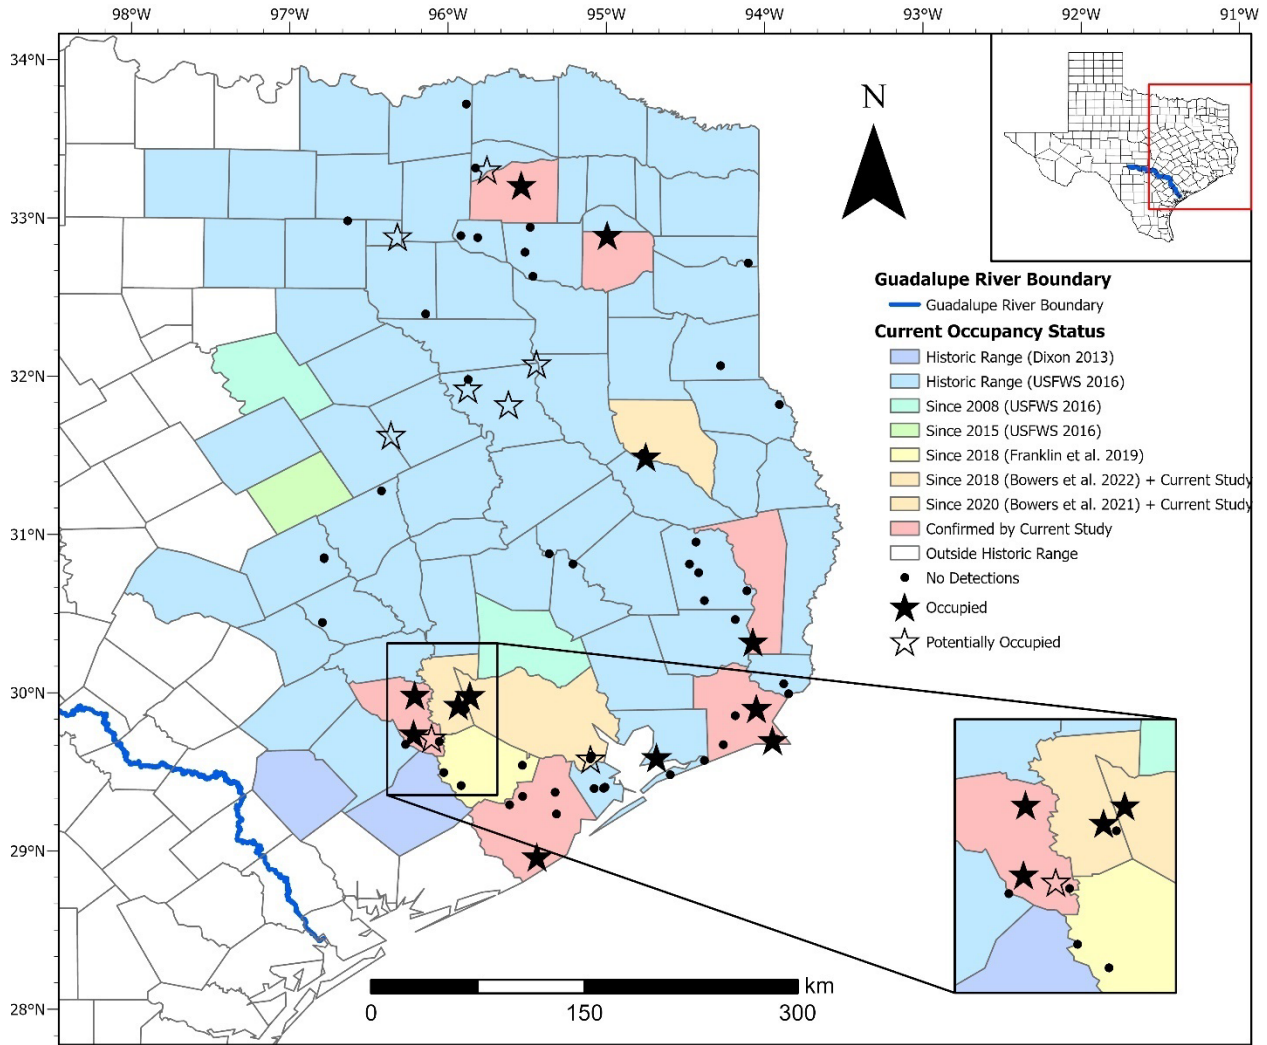 98°W 97°W 96°W 95°W 94°W 93°W 92°W 91°W
34°N
33°N
32°N
31°N
30°N
29°N
28°N
N
Guadalupe River Boundary
Guadalupe River Boundary
Current Occupancy Status
Historic Range (Dixon 2013)
Historic Range (USFWS 2016)
Since 2008 (USFWS 2016)
Since 2015 (USFWS 2016)
Since 2018 (Franklin et al. 2019)
Since 2018 (Bowers et al. 2022) + Current Study
Since 2020 (Bowers et al. 2021) + Current Study
Confirmed by Current Study
Outside Historic Range
No Detections
Occupied
Potentially Occupied
km
0 150 300